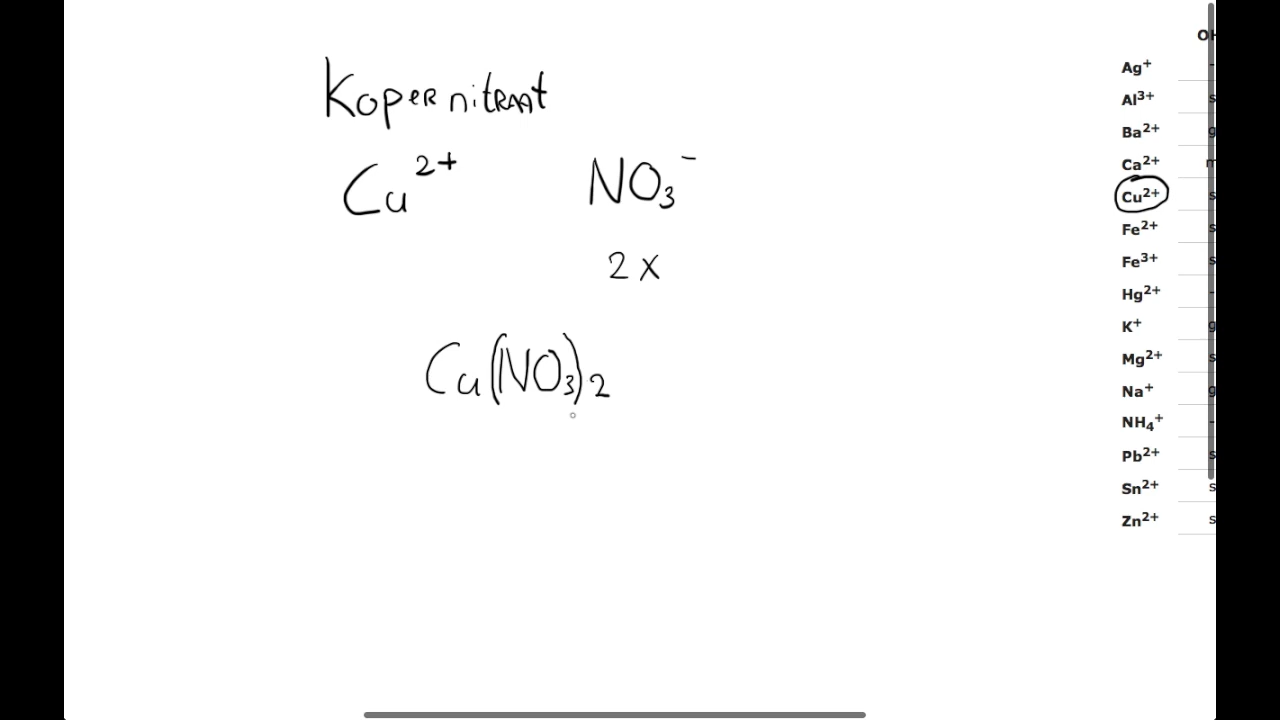 Kopernitraat
Cu²⁺ NO₃⁻
2 x
Cu(NO₃)₂
OH
Ag⁺ -
Al³⁺ s
Ba²⁺ g
Ca²⁺ m
Cu²⁺ s
Fe²⁺ s
Fe³⁺ s
Hg²⁺ -
K⁺ g
Mg²⁺ s
Na⁺ g
NH₄⁺ -
Pb²⁺ s
Sn²⁺ s
Zn²⁺ s